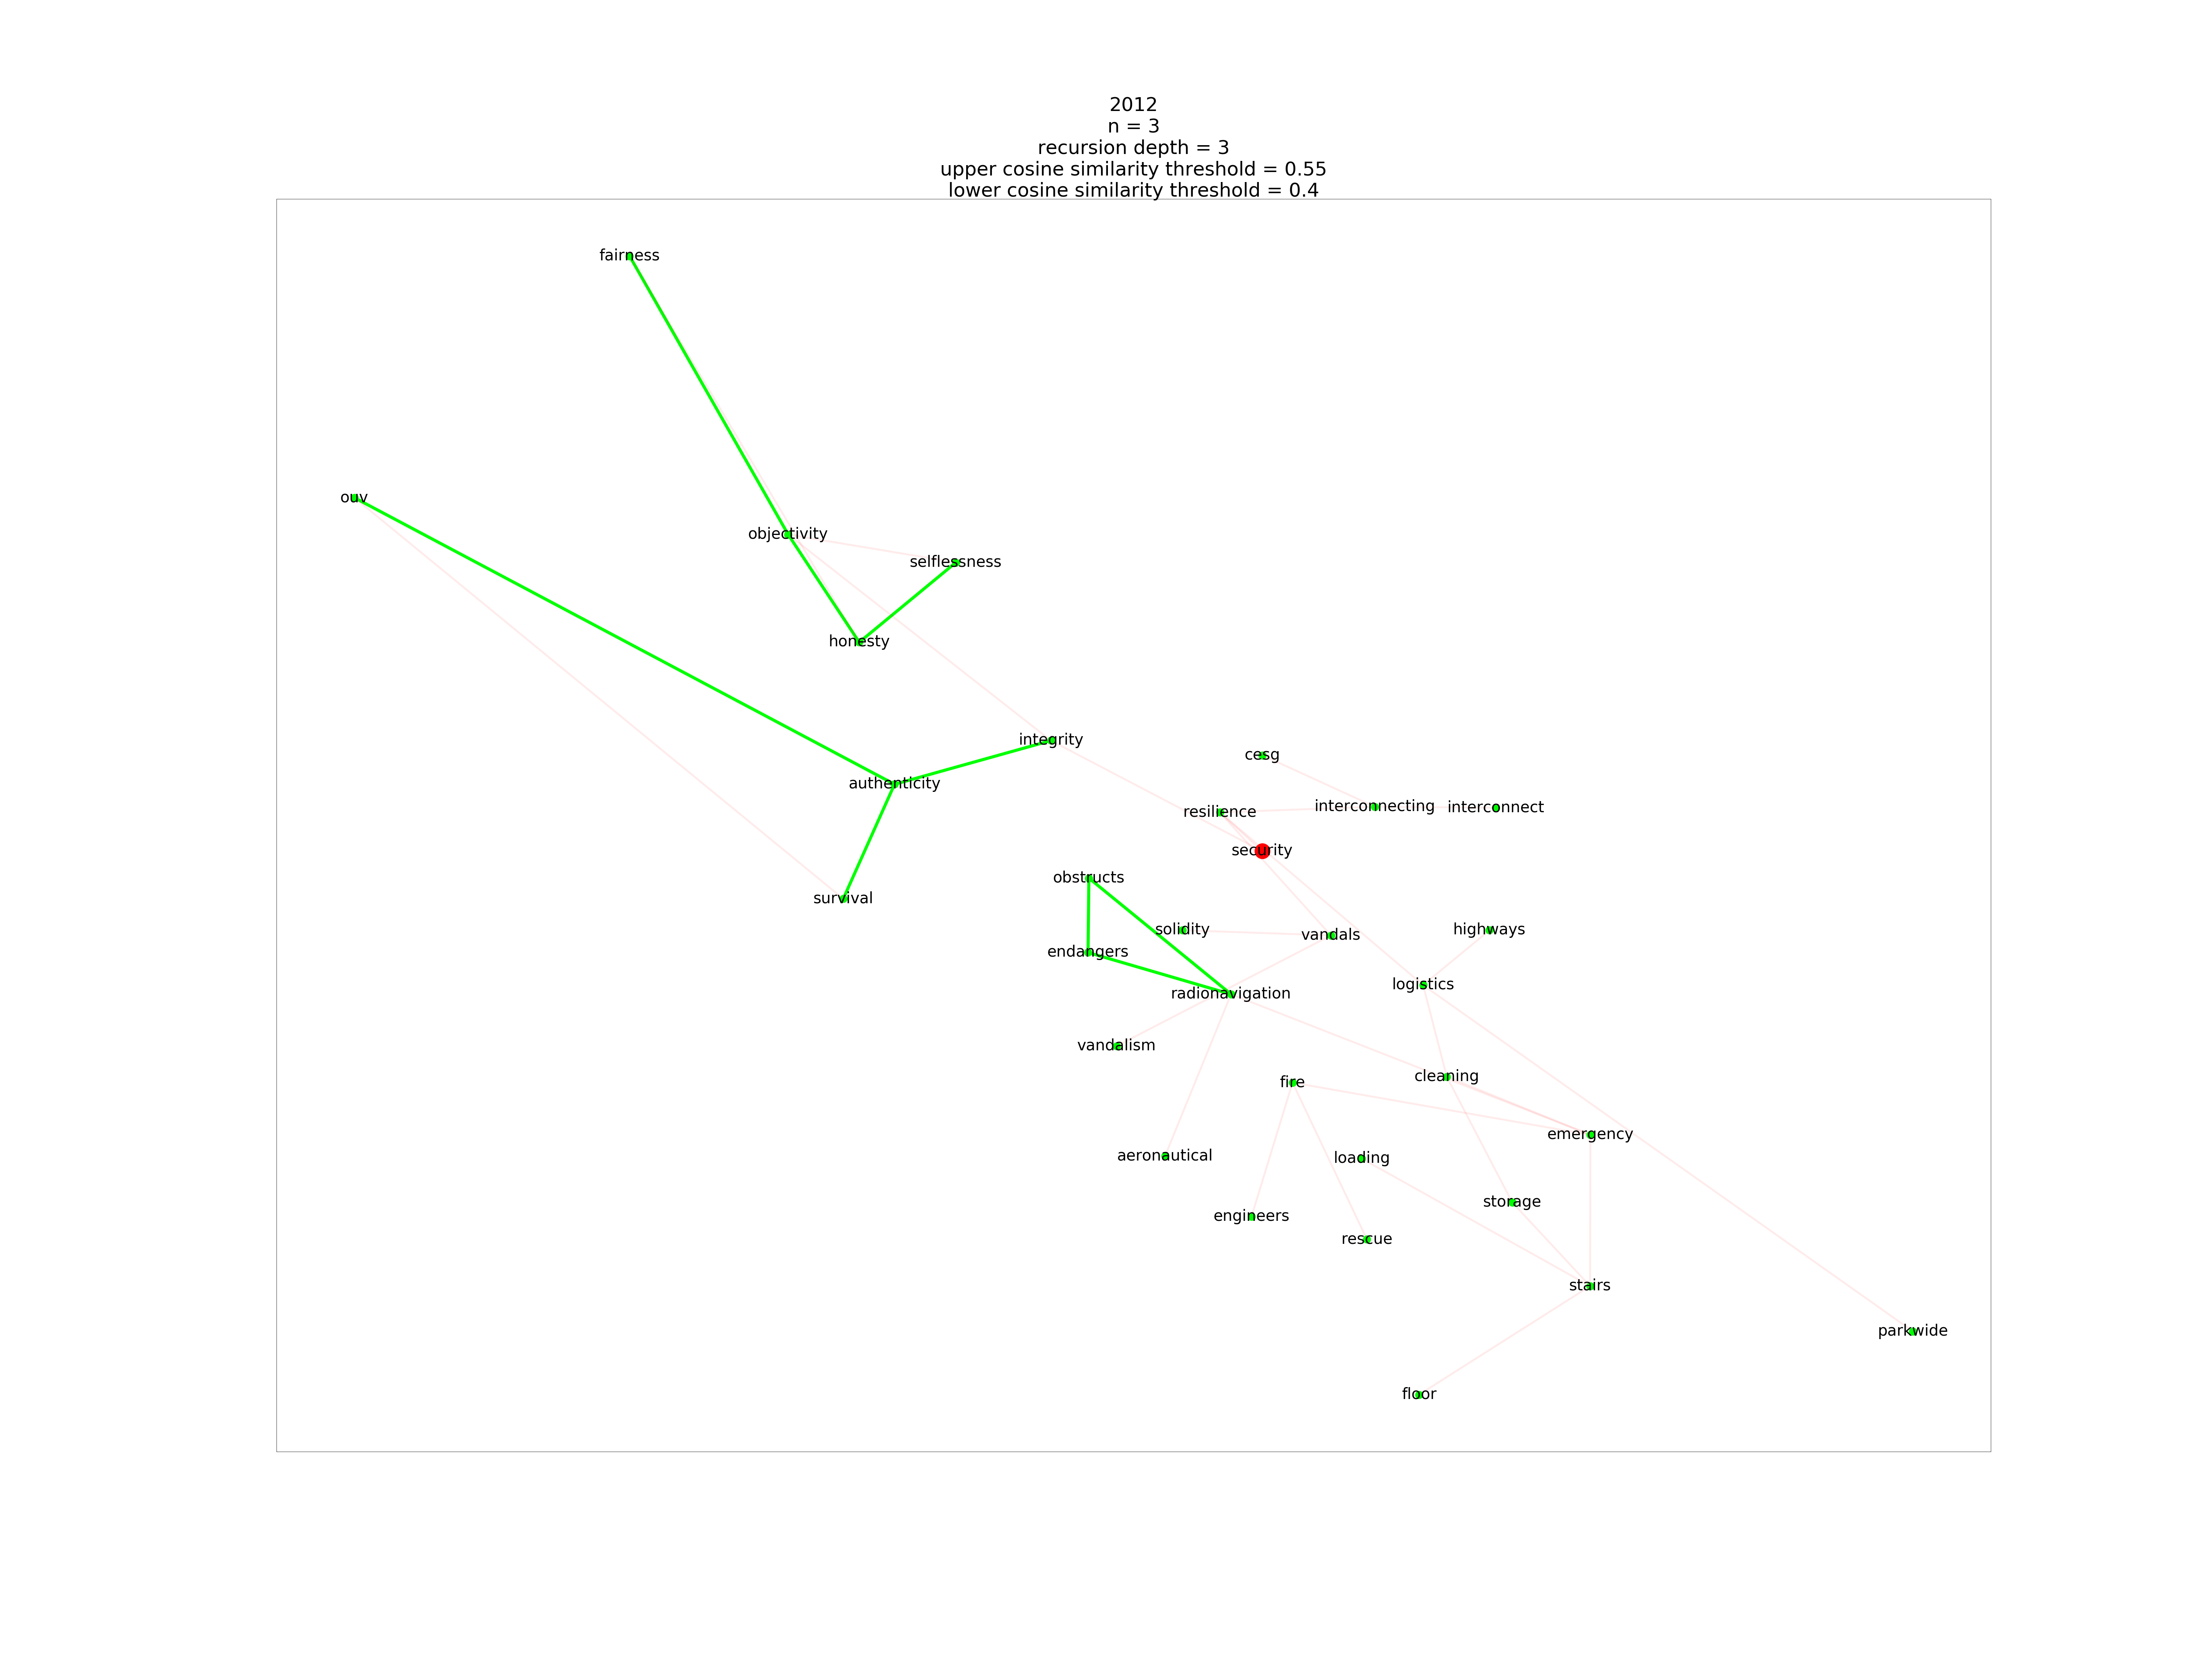 2012
n = 3
recursion depth = 3
upper cosine similarity threshold = 0.55
lower cosine similarity threshold = 0.4
fairness
ouv
objectivity
selflessness
honesty
integrity
cesg
authenticity
resilience
interconnecting
interconnect
security
obstructs
survival
solidity
vandals
highways
endangers
logistics
radionavigation
vandalism
fire
cleaning
emergency
aeronautical
loading
storage
engineers
rescue
stairs
parkwide
floor